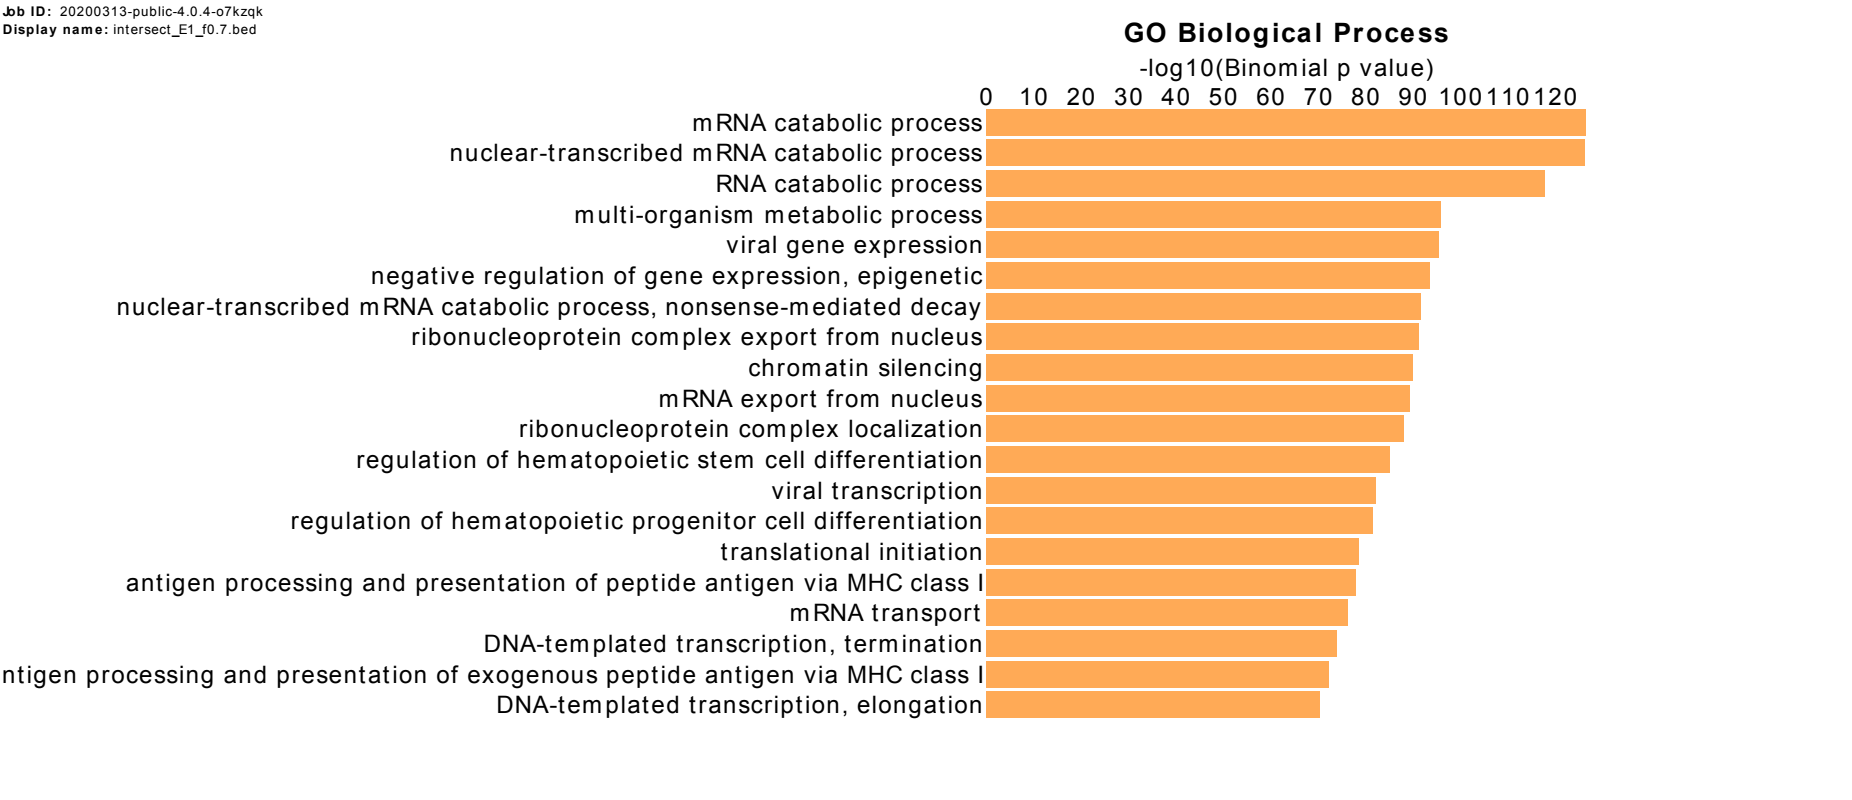 Job ID: 20200313-public-4.0.4-o7kzqk
Display name: intersect_E1_f0.7.bed
GO Biological Process
-log10(Binomial p value)
0 10 20 30 40 50 60 70 80 90 100 110 120
mRNA catabolic process
nuclear-transcribed mRNA catabolic process
RNA catabolic process
multi-organism metabolic process
viral gene expression
negative regulation of gene expression, epigenetic
nuclear-transcribed mRNA catabolic process, nonsense-mediated decay
ribonucleoprotein complex export from nucleus
chromatin silencing
mRNA export from nucleus
ribonucleoprotein complex localization
regulation of hematopoietic stem cell differentiation
viral transcription
regulation of hematopoietic progenitor cell differentiation
translational initiation
antigen processing and presentation of peptide antigen via MHC class I
mRNA transport
DNA-templated transcription, termination
ntigen processing and presentation of exogenous peptide antigen via MHC class I
DNA-templated transcription, elongation